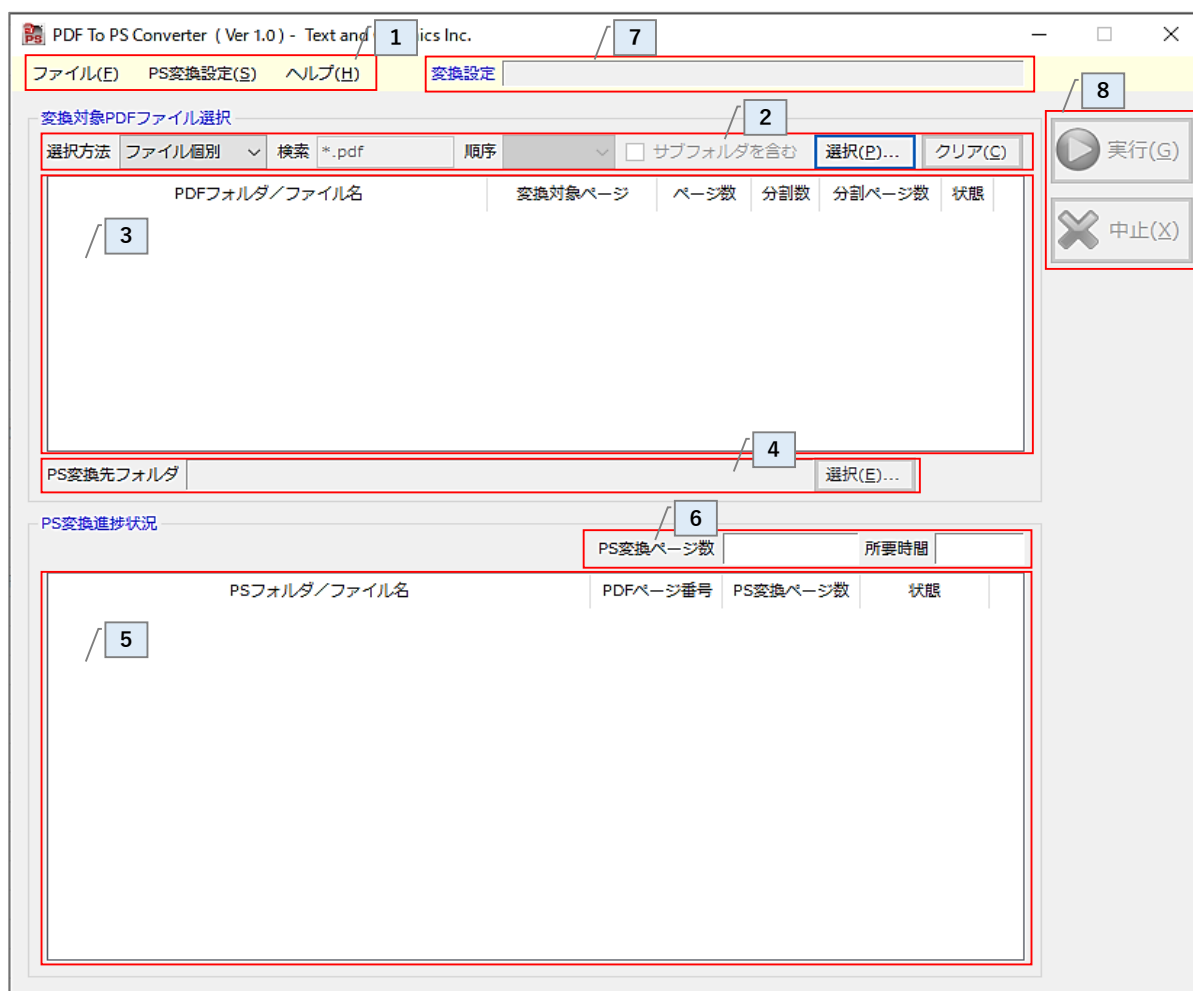 PDF To PS Converter ( Ver 1.0 ) - Text and ics Inc.
1
7
ファイル(F) PS変換設定(S) ヘルプ(H) 変換設定
8
変換対象PDFファイル選択
2
選択方法 ファイル個別 検索 *.pdf 順序 サブフォルダを含む 選択(P)... クリア(C)
実行(G)
PDFフォルダ／ファイル名 変換対象ページ ページ数 分割数 分割ページ数 状態
3
中止(X)
4
PS変換先フォルダ 選択(E)...
PS変換進捗状況
6
PS変換ページ数 所要時間
PSフォルダ／ファイル名 PDFページ番号 PS変換ページ数 状態
5